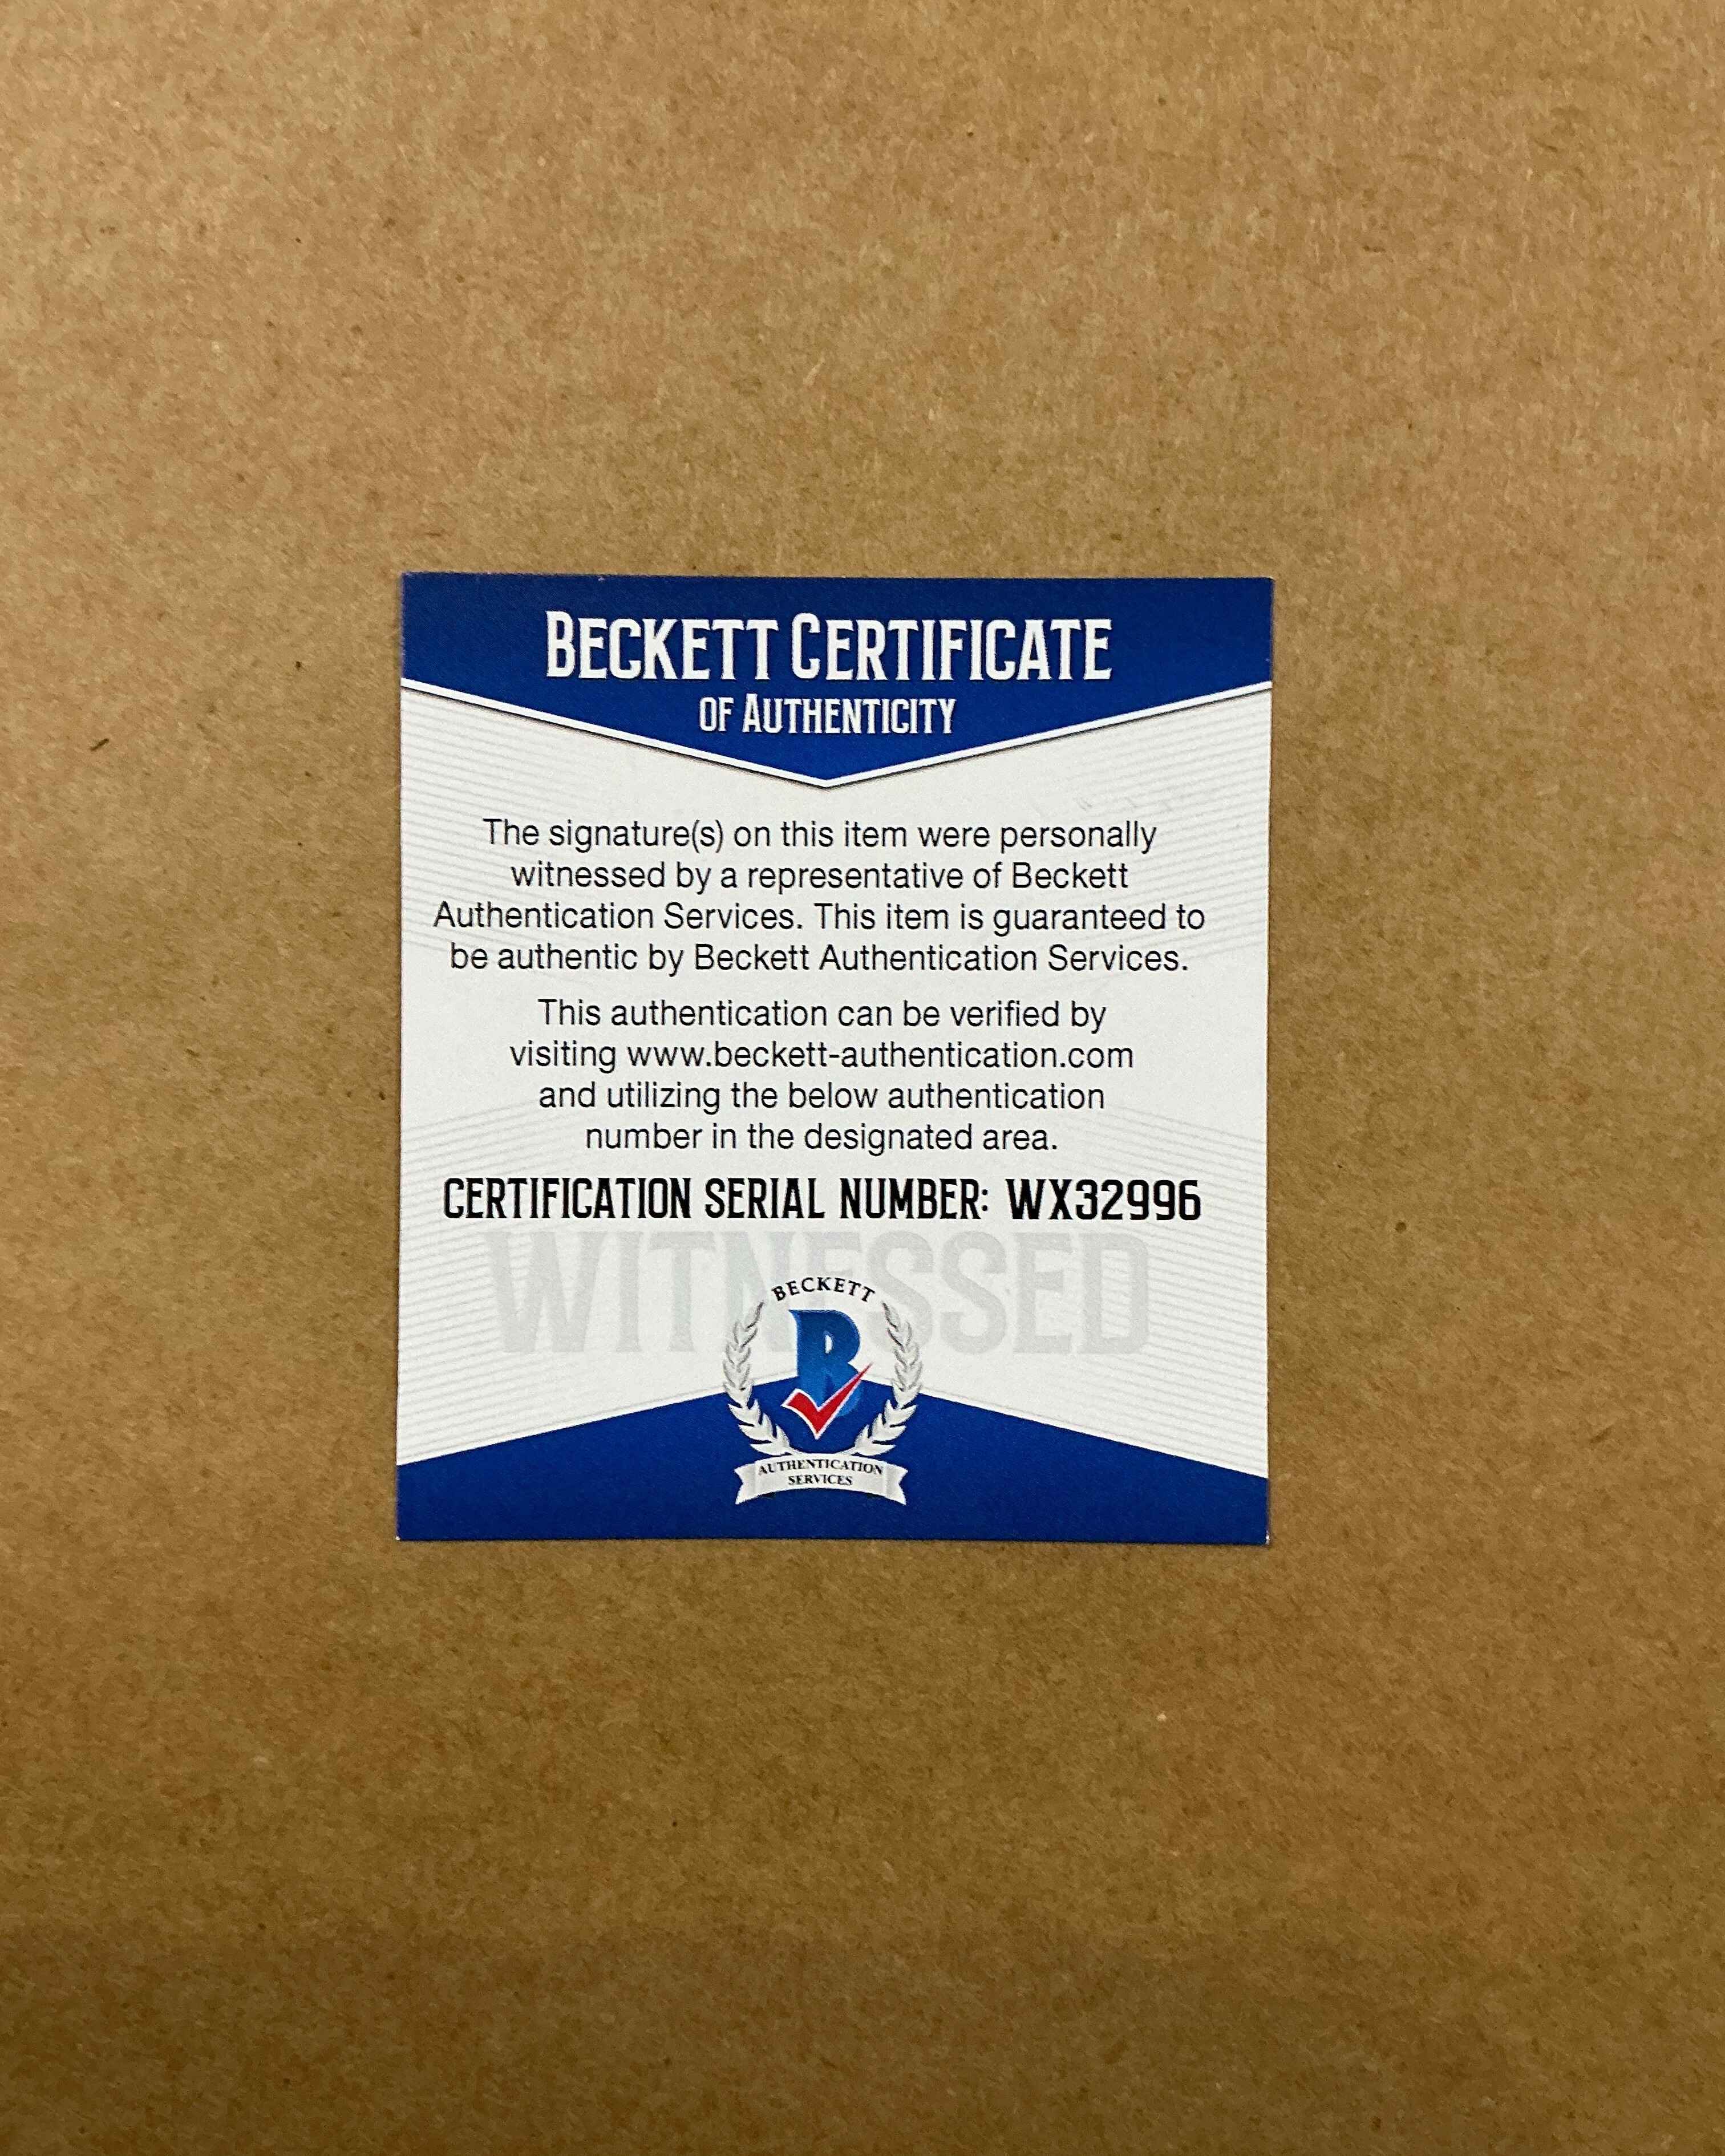 BECKETT CERTIFICATE
OF AUTHENTICITY
The signature(s) on this item were personally
witnessed by a representative of Beckett
Authentication Services. This item is guaranteed to
be authentic by Beckett Authentication Services.
This authentication can be verified by
visiting www.beckett-authentication.com
and utilizing the below authentication
number in the designated area.
CERTIFICATION SERIAL NUMBER: WX32996
WITNESSED
BECKETT
B
AUTHENTICATION
SERVICES